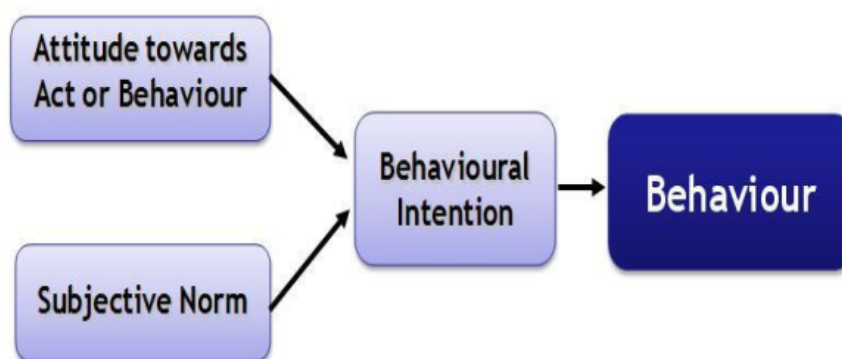 Attitude towards
Act or Behaviour
Behavioural
Intention
Behaviour
Subjective Norm